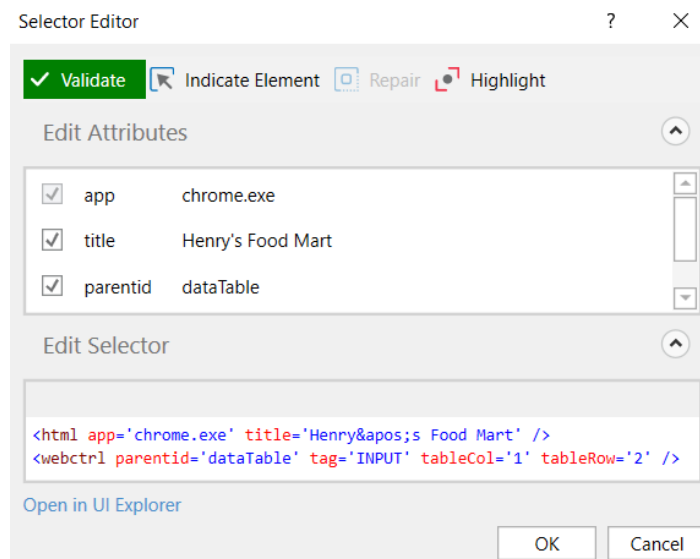 Selector Editor ?
Validate Indicate Element Repair Highlight
Edit Attributes
app chrome.exe
title Henry's Food Mart
parentid dataTable
Edit Selector
<html app='chrome.exe' title='Henry&apos;s Food Mart' />
<webctrl parentid='dataTable' tag='INPUT' tableCol='1' tableRow='2' />
Open in UI Explorer
OK Cancel